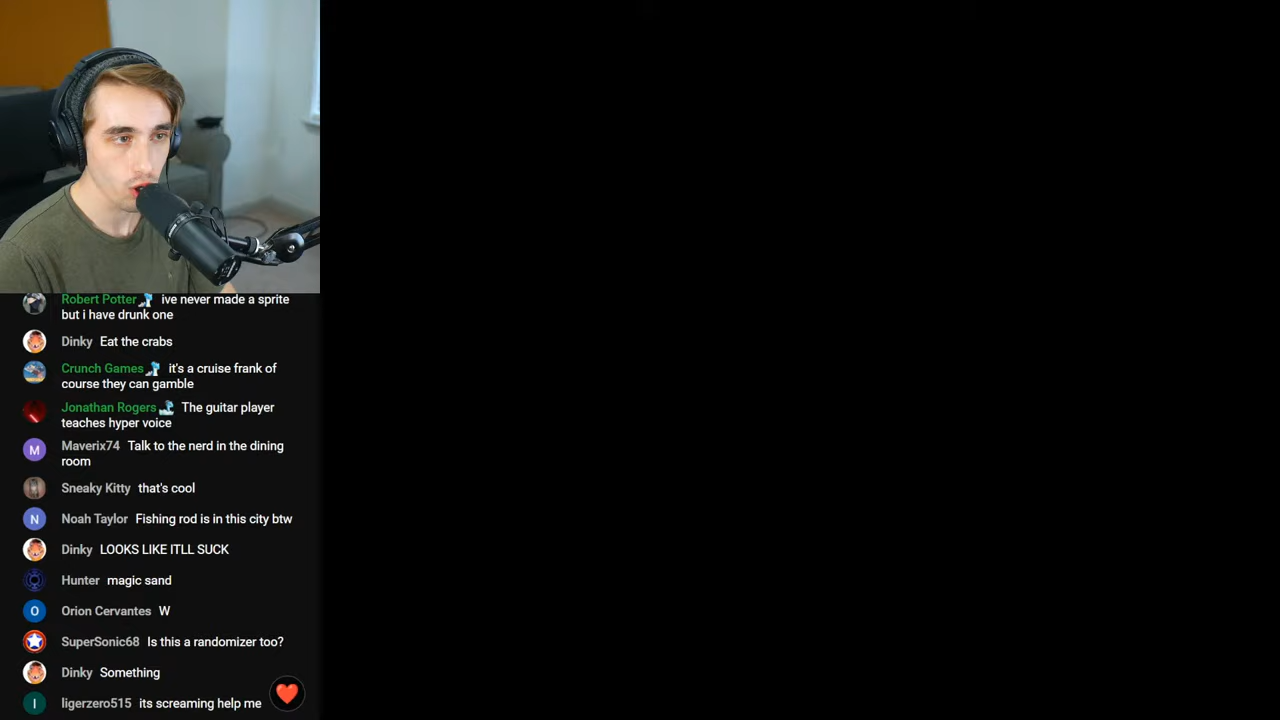 Robert Potter ive never made a sprite
but i have drunk one
Dinky Eat the crabs
Crunch Games it's a cruise frank of
course they can gamble
Jonathan Rogers The guitar player
teaches hyper voice
M Maverix74 Talk to the nerd in the dining
room
Sneaky Kitty that's cool
N Noah Taylor Fishing rod is in this city btw
Dinky LOOKS LIKE ITLL SUCK
Hunter magic sand
O Orion Cervantes W
SuperSonic68 Is this a randomizer too?
Dinky Something
l ligerzero515 its screaming help me